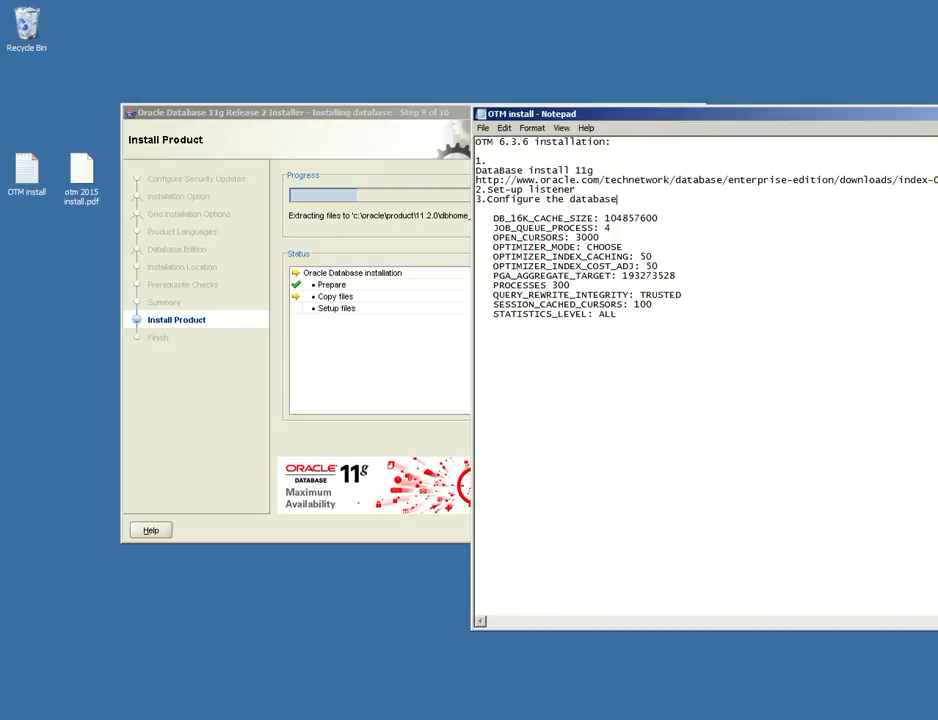 Recycle Bin
OTM install
otm 2015
install.pdf
Oracle Database 11g Release 2 Installer - Installing database - Step 9 of 10
Install Product
Configure Security Updates
Installation Option
Grid Installation Options
Product Languages
Database Edition
Installation Location
Prerequisite Checks
Summary
Install Product
Finish
Progress
Extracting files to 'c:\oracle\product\11.2.0\dbhome_
Status
Oracle Database installation
• Prepare
• Copy files
• Setup files
ORACLE 11g
DATABASE
Maximum
Availability
Help
OTM install - Notepad
File Edit Format View Help
OTM 6.3.6 installation:
1.
DataBase install 11g
http://www.oracle.com/technetwork/database/enterprise-edition/downloads/index-0
2.Set-up listener
3.Configure the database
DB_16K_CACHE_SIZE: 104857600
JOB_QUEUE_PROCESS: 4
OPEN_CURSORS: 3000
OPTIMIZER_MODE: CHOOSE
OPTIMIZER_INDEX_CACHING: 50
OPTIMIZER_INDEX_COST_ADJ: 50
PGA_AGGREGATE_TARGET: 193273528
PROCESSES 300
QUERY_REWRITE_INTEGRITY: TRUSTED
SESSION_CACHED_CURSORS: 100
STATISTICS_LEVEL: ALL